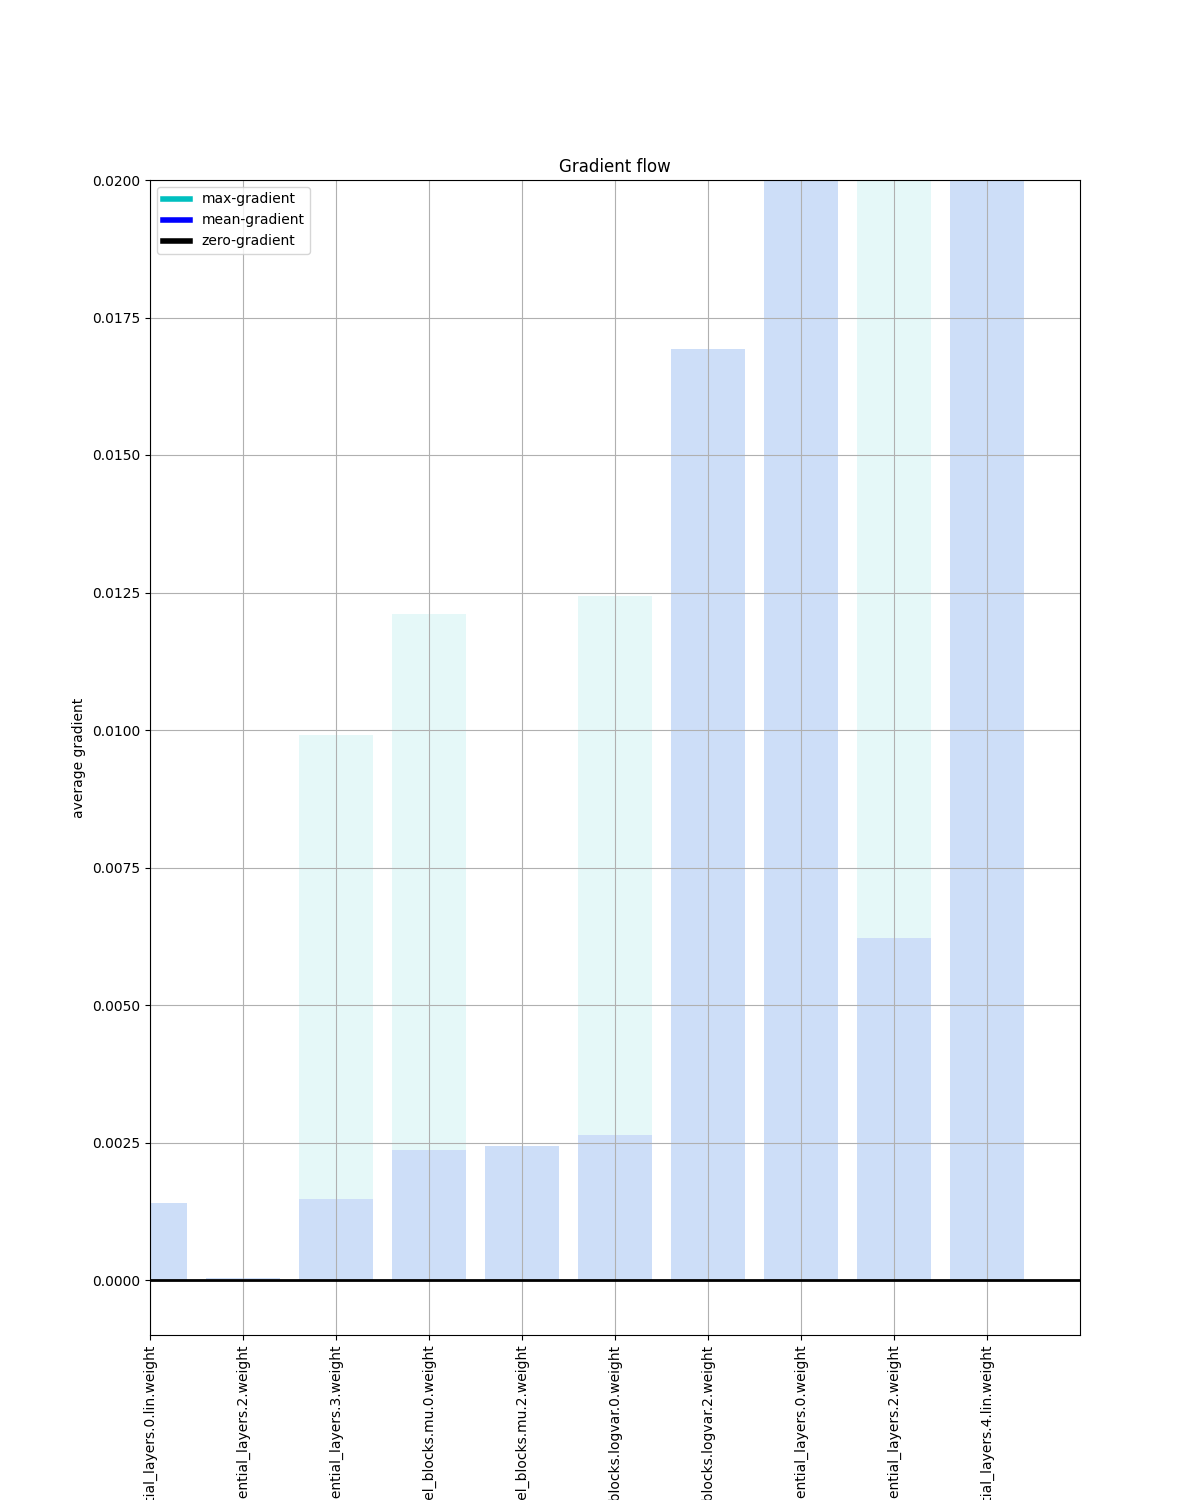 Gradient flow
max-gradient
mean-gradient
zero-gradient
0.0200
0.0175
0.0150
0.0125
0.0100
0.0075
0.0050
0.0025
0.0000
average gradient
tial_layers.0.lin.weight
ential_layers.2.weight
ential_layers.3.weight
el_blocks.mu.0.weight
el_blocks.mu.2.weight
blocks.logvar.0.weight
blocks.logvar.2.weight
ential_layers.0.weight
ential_layers.2.weight
tial_layers.4.lin.weight